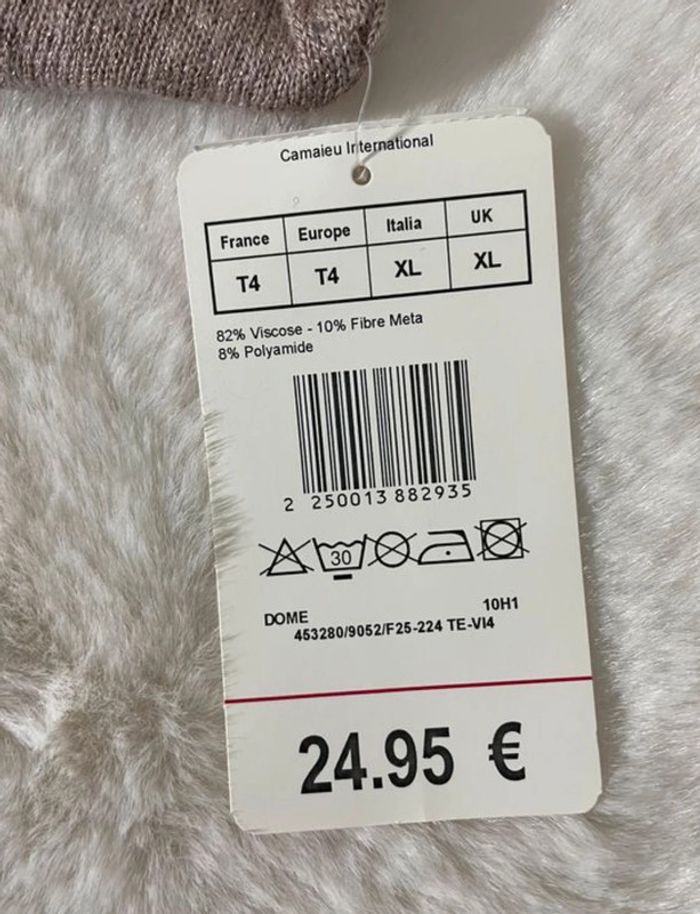 Camaieu International
France Europe Italia UK
T4 T4 XL XL
82% Viscose - 10% Fibre Meta
8% Polyamide
2 250013 882935
30
DOME 10H1
453280/9052/F25-224 TE-VI4
24.95 €